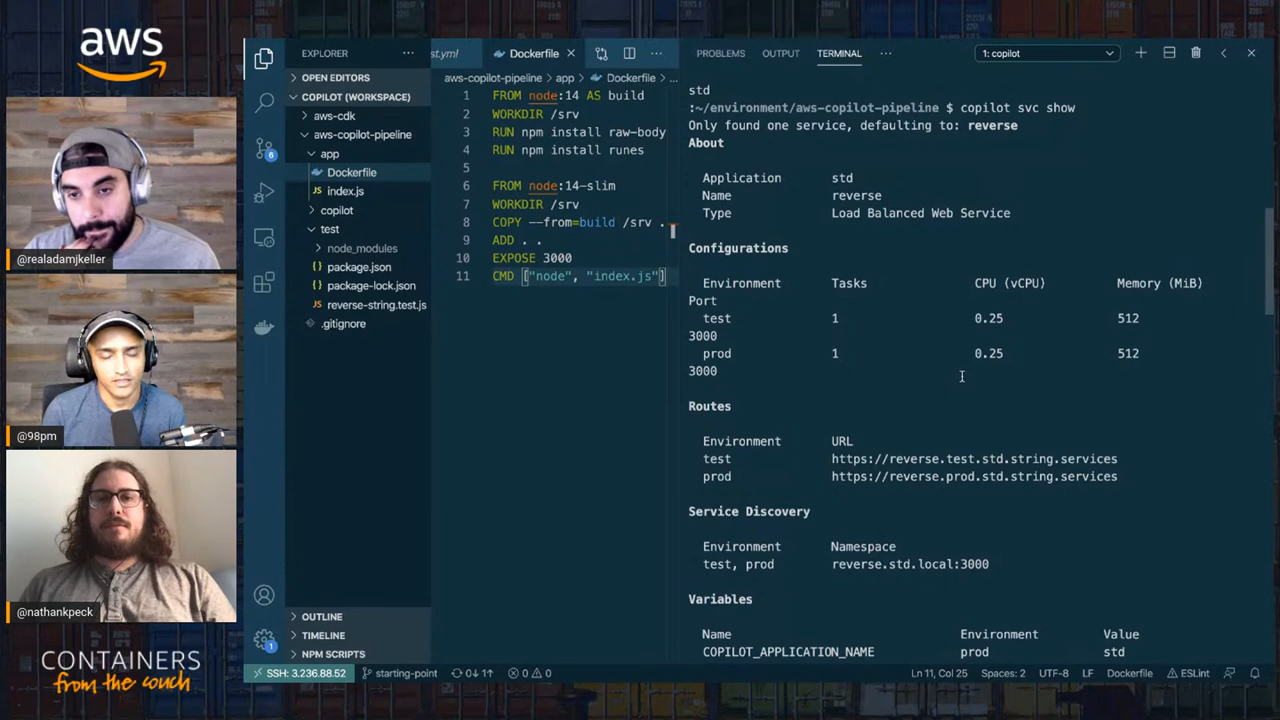 aws
@realadamjkeller
@98pm
@nathankpeck
CONTAINERS
from the couch
EXPLORER
OPEN EDITORS
COPILOT (WORKSPACE)
aws-cdk
aws-copilot-pipeline
app
Dockerfile
JS index.js
copilot
test
node_modules
package.json
package-lock.json
JS reverse-string.test.js
.gitignore
OUTLINE
TIMELINE
NPM SCRIPTS
6
1
st.yml
Dockerfile
aws-copilot-pipeline > app > Dockerfile > ...
1 FROM node:14 AS build
2 WORKDIR /srv
3 RUN npm install raw-body
4 RUN npm install runes
5
6 FROM node:14-slim
7 WORKDIR /srv
8 COPY --from=build /srv .
9 ADD . .
10 EXPOSE 3000
11 CMD ["node", "index.js"]
PROBLEMS OUTPUT TERMINAL ... 1: copilot
std
:~/environment/aws-copilot-pipeline $ copilot svc show
Only found one service, defaulting to: reverse
About
Application std
Name reverse
Type Load Balanced Web Service
Configurations
Environment Tasks CPU (vCPU) Memory (MiB)
Port
test 1 0.25 512
3000
prod 1 0.25 512
3000
Routes
Environment URL
test https://reverse.test.std.string.services
prod https://reverse.prod.std.string.services
Service Discovery
Environment Namespace
test, prod reverse.std.local:3000
Variables
Name Environment Value
COPILOT_APPLICATION_NAME prod std
SSH: 3.236.88.52 starting-point 0↓ 1↑ 0 0 Ln 11, Col 25 Spaces: 2 UTF-8 LF Dockerfile ESLint